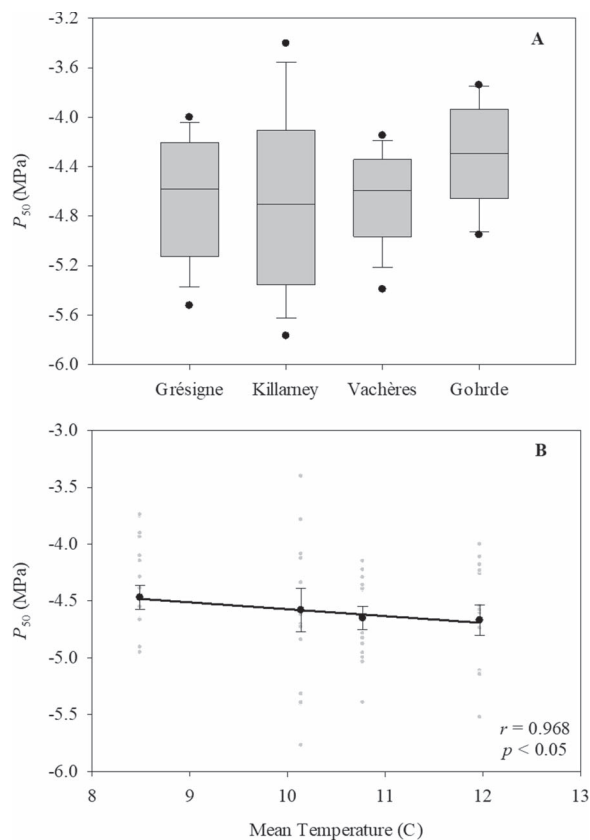 A
-3.2
-3.6
-4.0
-4.4
-4.8
-5.2
-5.6
-6.0
P50 (MPa)
Grésigne Killarney Vachères Gohrde
B
-3.0
-3.5
-4.0
-4.5
-5.0
-5.5
-6.0
P50 (MPa)
r = 0.968
p < 0.05
8 9 10 11 12 13
Mean Temperature (C)